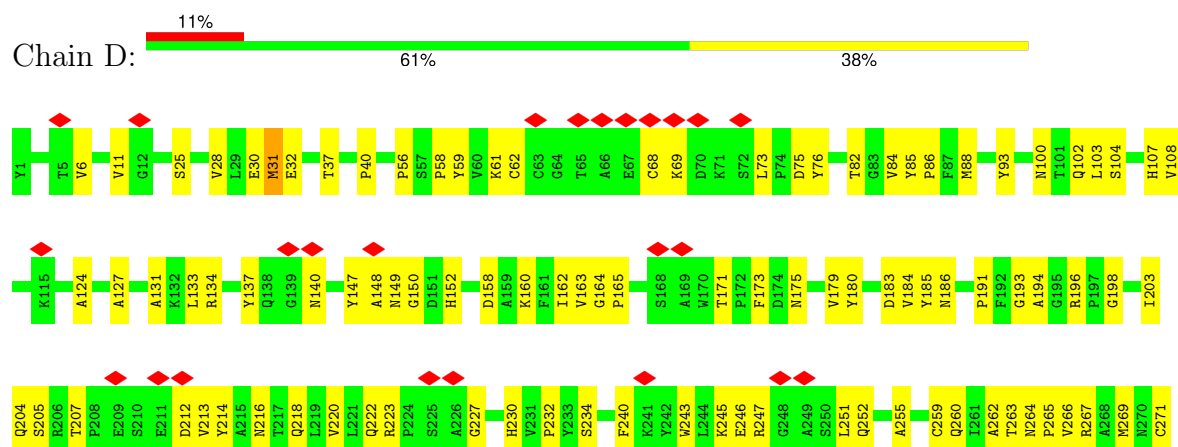 11%
Chain D:
61% 38%
Y1 T5 V6 V11 G12 S25 V28 L29 E30 M31 E32 T37 P40 P56 S57 P58 Y59 V60 K61 C62 C63 G64 T65 A66 E67 C68 K69 D70 K71 S72 L73 P74 D75 Y76 T82 G83 V84 Y85 P86 F87 M88 Y93 N100 T101 Q102 L103 S104 H107 V108
K115 A124 A127 A131 K132 L133 R134 Y137 Q138 G139 N140 Y147 A148 N149 G150 D151 H152 D158 A159 K160 F161 I162 V163 G164 P165 S168 A169 W170 T171 P172 F173 D174 N175 V179 Y180 D183 V184 Y185 N186 P191 F192 G193 A194 G195 R196 P197 G198 I203
Q204 S205 R206 T207 P208 E209 S210 E211 D212 V213 Y214 A215 N216 T217 Q218 L219 V220 L221 Q222 R223 P224 S225 A226 G227 H230 V231 P232 Y233 S234 F240 K241 Y242 W243 L244 K245 E246 R247 G248 A249 S250 L251 Q252 A255 C259 Q260 I261 A262 T263 N264 P265 V266 R267 A268 M269 N270 C271